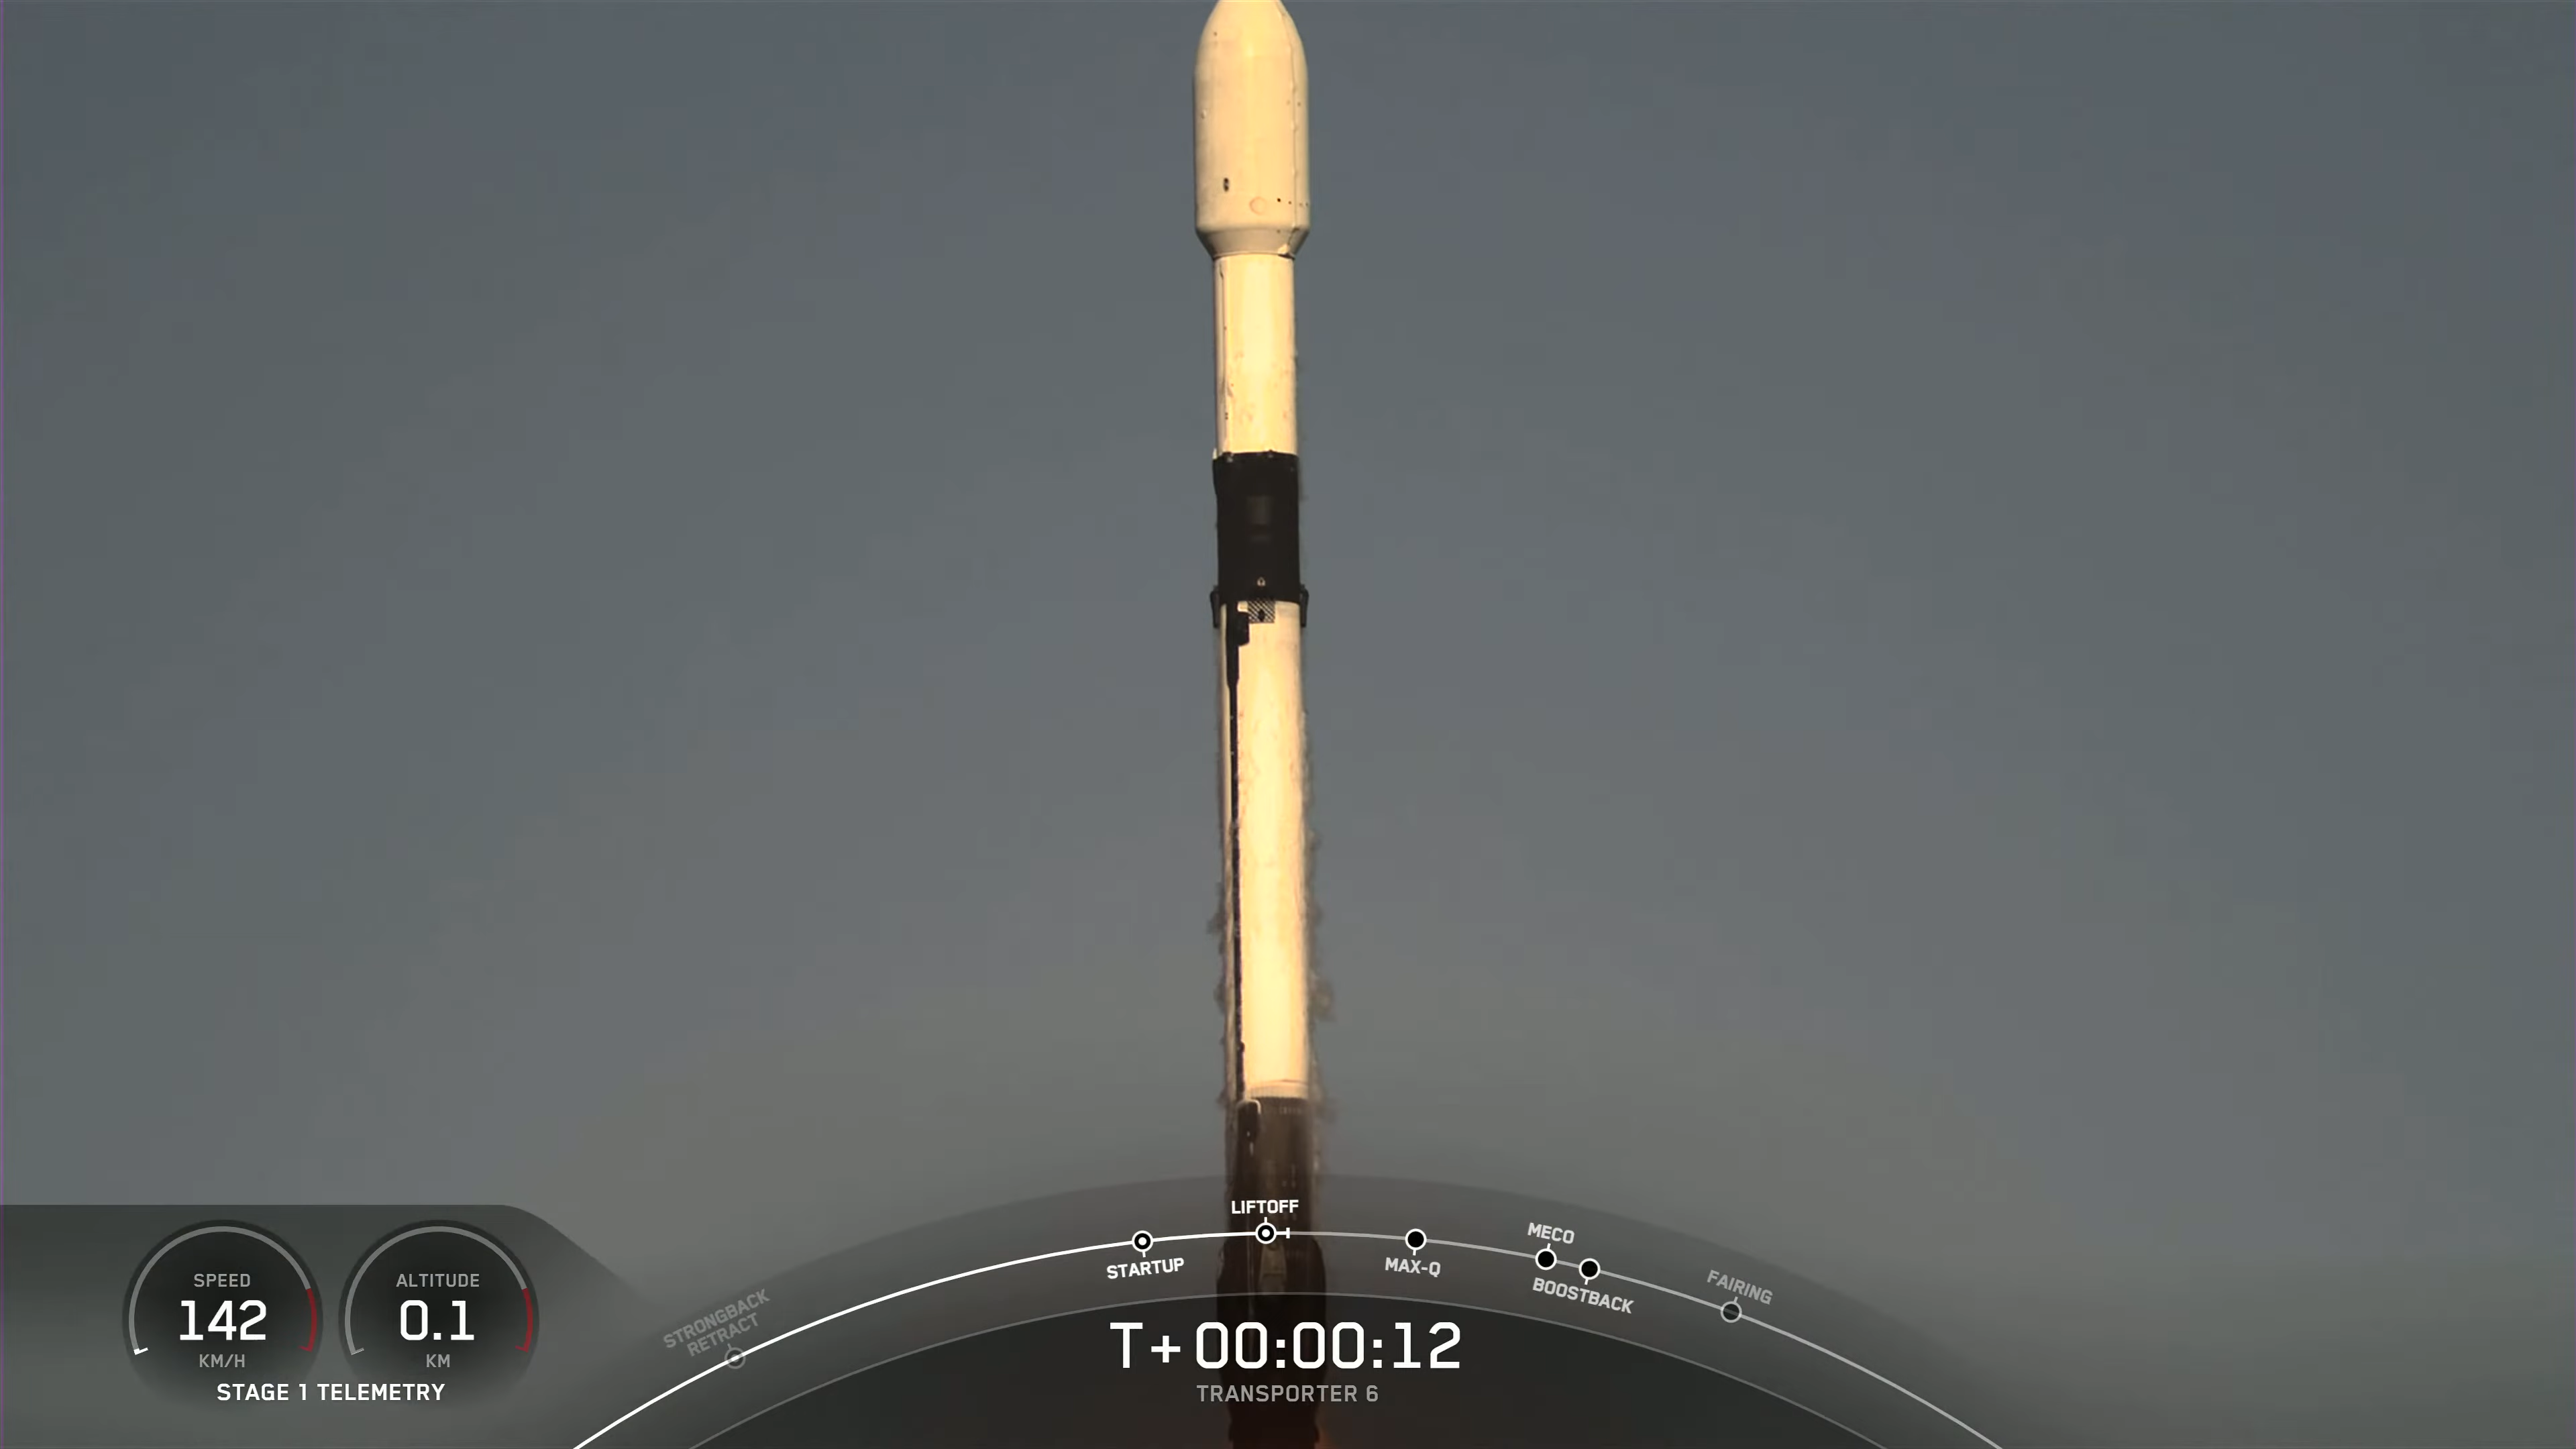 LIFTOFF
STARTUP
MAX-Q
MECO
BOOSTBACK
FAIRING
STRONGBACK
RETRACT
SPEED
142
KM/H
ALTITUDE
0.1
KM
STAGE 1 TELEMETRY
T+00:00:12
TRANSPORTER 6